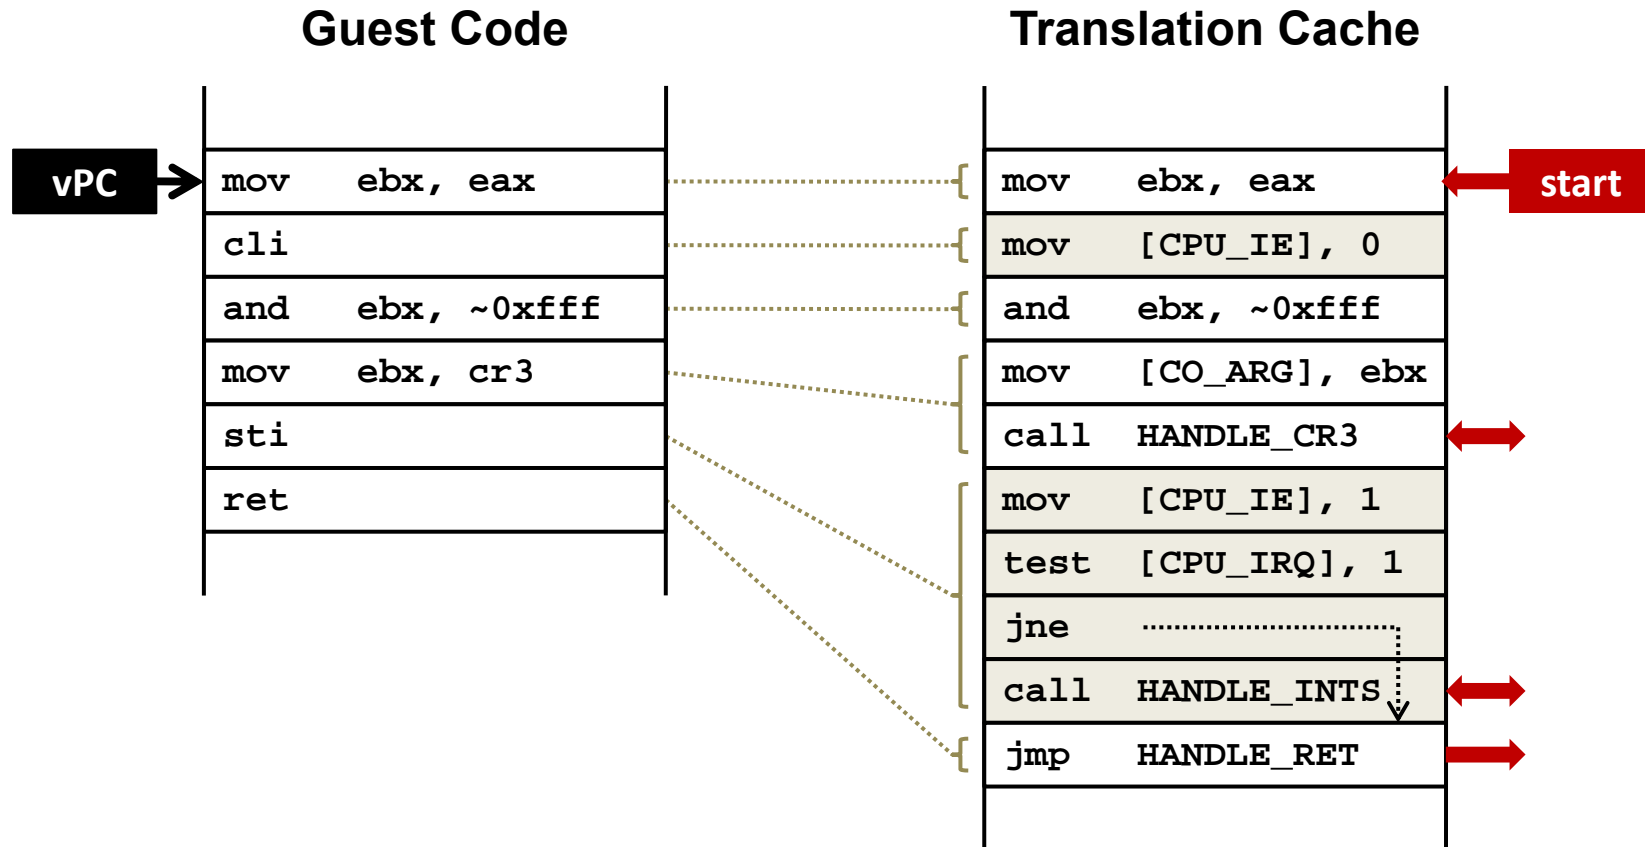 Guest Code
Translation Cache
vPC
mov ebx, eax
cli
and ebx, ~0xfff
mov ebx, cr3
sti
ret
mov ebx, eax
mov [CPU_IE], 0
and ebx, ~0xfff
mov [CO_ARG], ebx
call HANDLE_CR3
mov [CPU_IE], 1
test [CPU_IRQ], 1
jne
call HANDLE_INTS
jmp HANDLE_RET
start